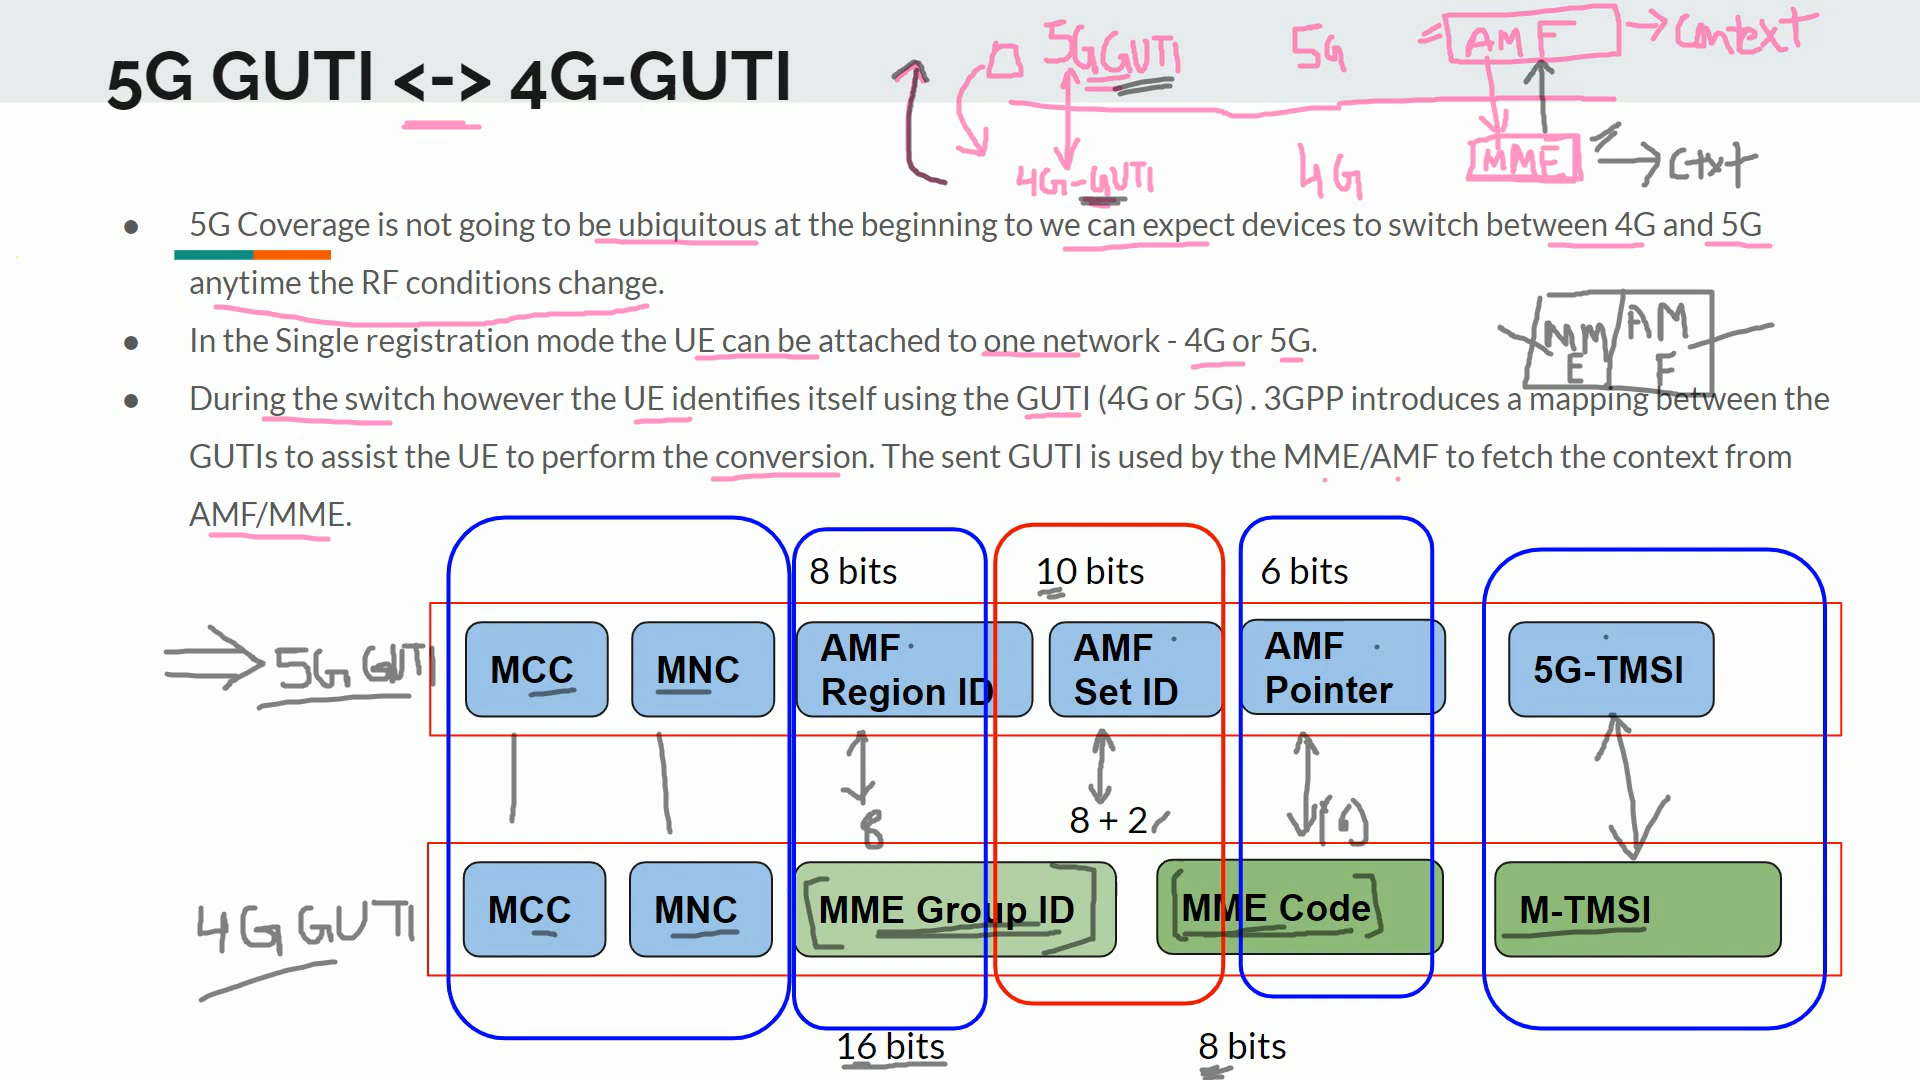 5G GUTI <-> 4G-GUTI
5G GUTI
5G
AMF
Context
4G-GUTI
4G
MME
Ctxt
5G Coverage is not going to be ubiquitous at the beginning to we can expect devices to switch between 4G and 5G
anytime the RF conditions change.
In the Single registration mode the UE can be attached to one network - 4G or 5G.
MME
AMF
During the switch however the UE identifies itself using the GUTI (4G or 5G) . 3GPP introduces a mapping between the
GUTIs to assist the UE to perform the conversion. The sent GUTI is used by the MME/AMF to fetch the context from
AMF/MME.
8 bits
10 bits
6 bits
5G GUTI
MCC
MNC
AMF
Region ID
AMF
Set ID
AMF
Pointer
5G-TMSI
8
8 + 2
4G GUTI
MCC
MNC
MME Group ID
MME Code
M-TMSI
16 bits
8 bits